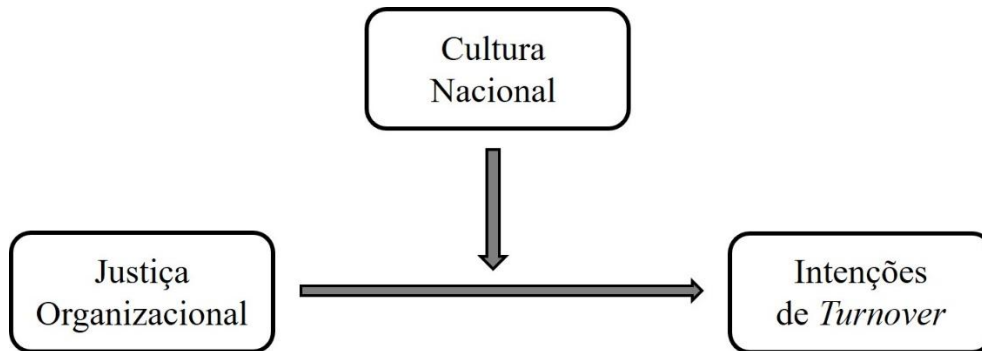 Cultura
Nacional
Justiça
Organizacional
Intenções
de Turnover